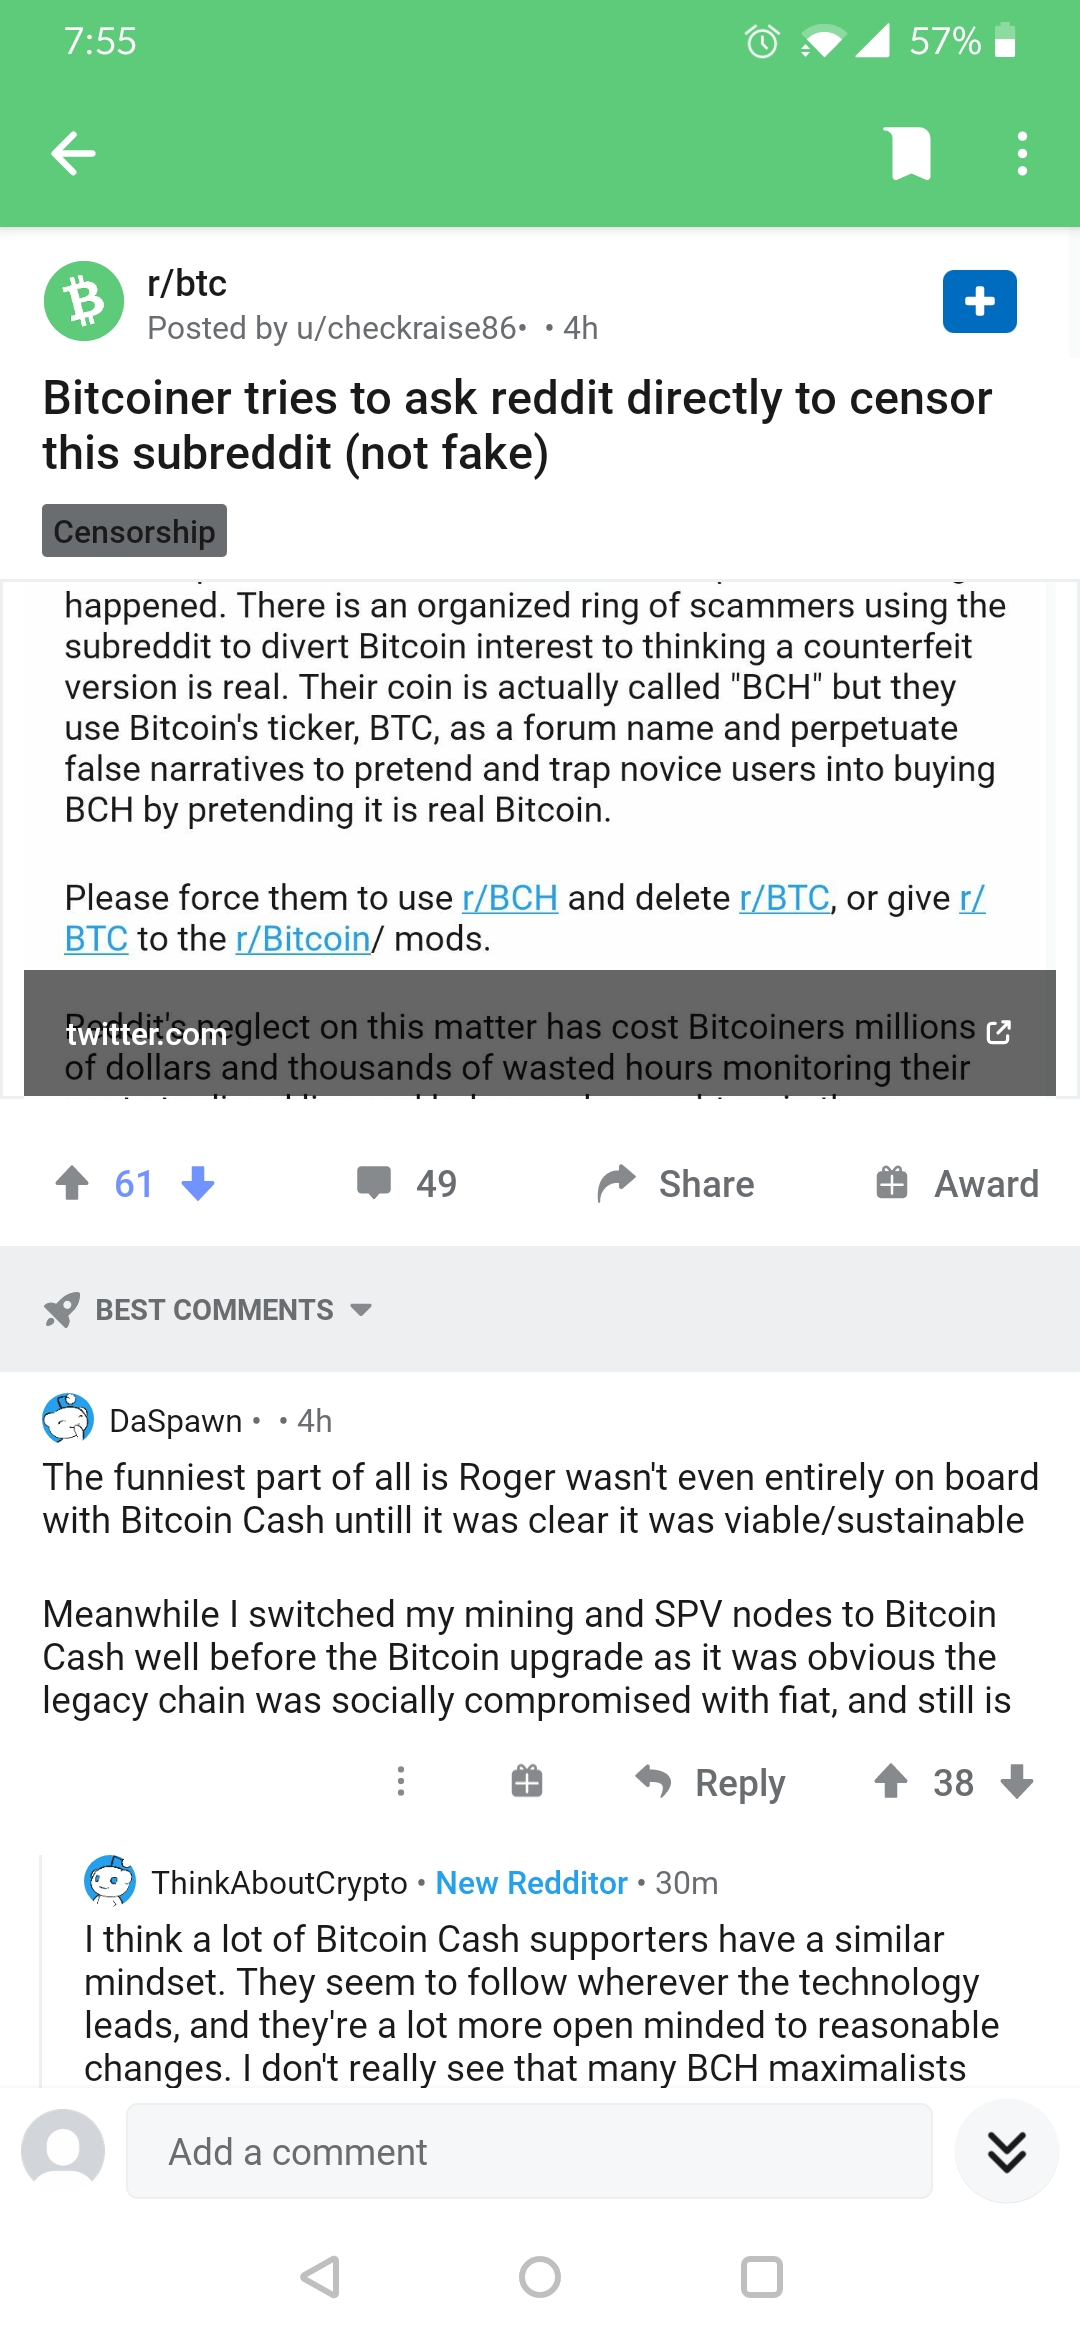 7:55
57%
r/btc
Posted by u/checkraise86• • 4h
Bitcoiner tries to ask reddit directly to censor
this subreddit (not fake)
Censorship
happened. There is an organized ring of scammers using the
subreddit to divert Bitcoin interest to thinking a counterfeit
version is real. Their coin is actually called "BCH" but they
use Bitcoin's ticker, BTC, as a forum name and perpetuate
false narratives to pretend and trap novice users into buying
BCH by pretending it is real Bitcoin.
Please force them to use r/BCH and delete r/BTC, or give r/
BTC to the r/Bitcoin/ mods.
Reddit's neglect on this matter has cost Bitcoiners millions
twitter.com
of dollars and thousands of wasted hours monitoring their
61
49
Share
Award
BEST COMMENTS
DaSpawn • • 4h
The funniest part of all is Roger wasn't even entirely on board
with Bitcoin Cash untill it was clear it was viable/sustainable
Meanwhile I switched my mining and SPV nodes to Bitcoin
Cash well before the Bitcoin upgrade as it was obvious the
legacy chain was socially compromised with fiat, and still is
Reply
38
ThinkAboutCrypto • New Redditor • 30m
I think a lot of Bitcoin Cash supporters have a similar
mindset. They seem to follow wherever the technology
leads, and they're a lot more open minded to reasonable
changes. I don't really see that many BCH maximalists
Add a comment